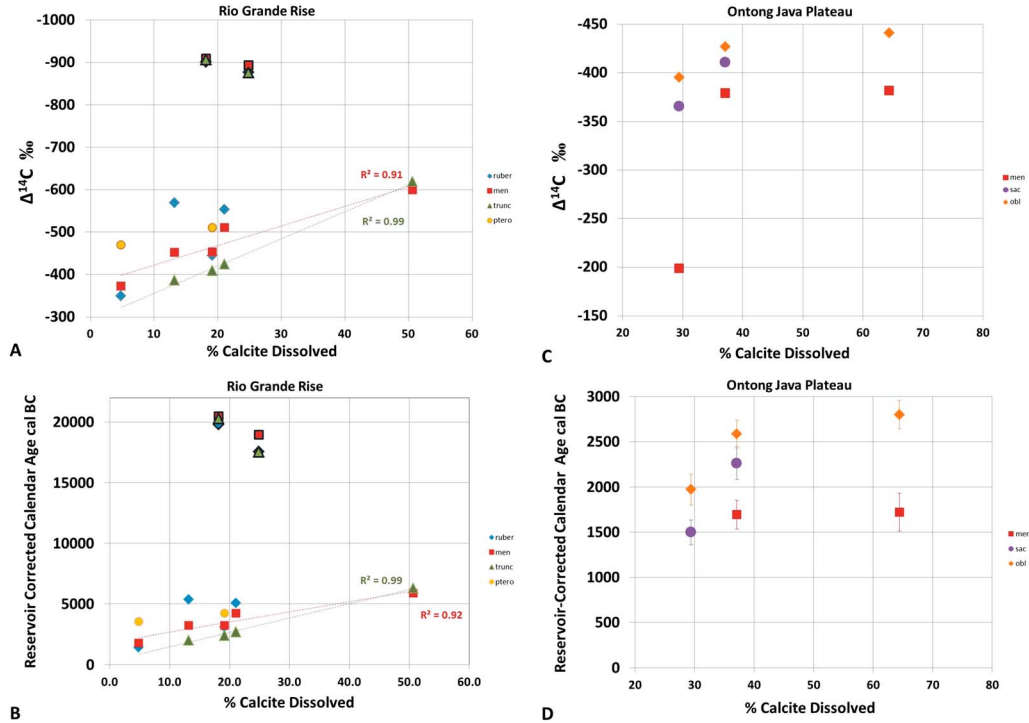 Rio Grande Rise
-1000
-900
-800
-700
-600
-500
-400
-300
Δ¹⁴C ‰
R² = 0.91
R² = 0.99
ruber
men
trunc
ptero
0
10
20
30
40
50
60
% Calcite Dissolved
A
Ontong Java Plateau
-450
-400
-350
-300
-250
-200
-150
Δ¹⁴C ‰
men
sac
obl
20
30
40
50
60
70
80
% Calcite Dissolved
C
Rio Grande Rise
20000
15000
10000
5000
0
Reservoir Corrected Calendar Age cal BC
R² = 0.99
R² = 0.92
ruber
men
trunc
ptero
0.0
10.0
20.0
30.0
40.0
50.0
60.0
% Calcite Dissolved
B
Ontong Java Plateau
3000
2500
2000
1500
1000
500
0
Reservoir-Corrected Calendar Age cal BC
men
sac
obl
20
30
40
50
60
70
80
% Calcite Dissolved
D